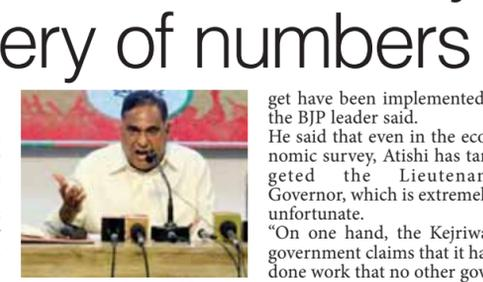 ery of numbers
get have been implemented
the BJP leader said.
He said that even in the eco
nomic survey, Atishi has tar
geted the Lieutenan
Governor, which is extremel
unfortunate.
“On one hand, the Kejriwa
government claims that it ha
done work that no other gov